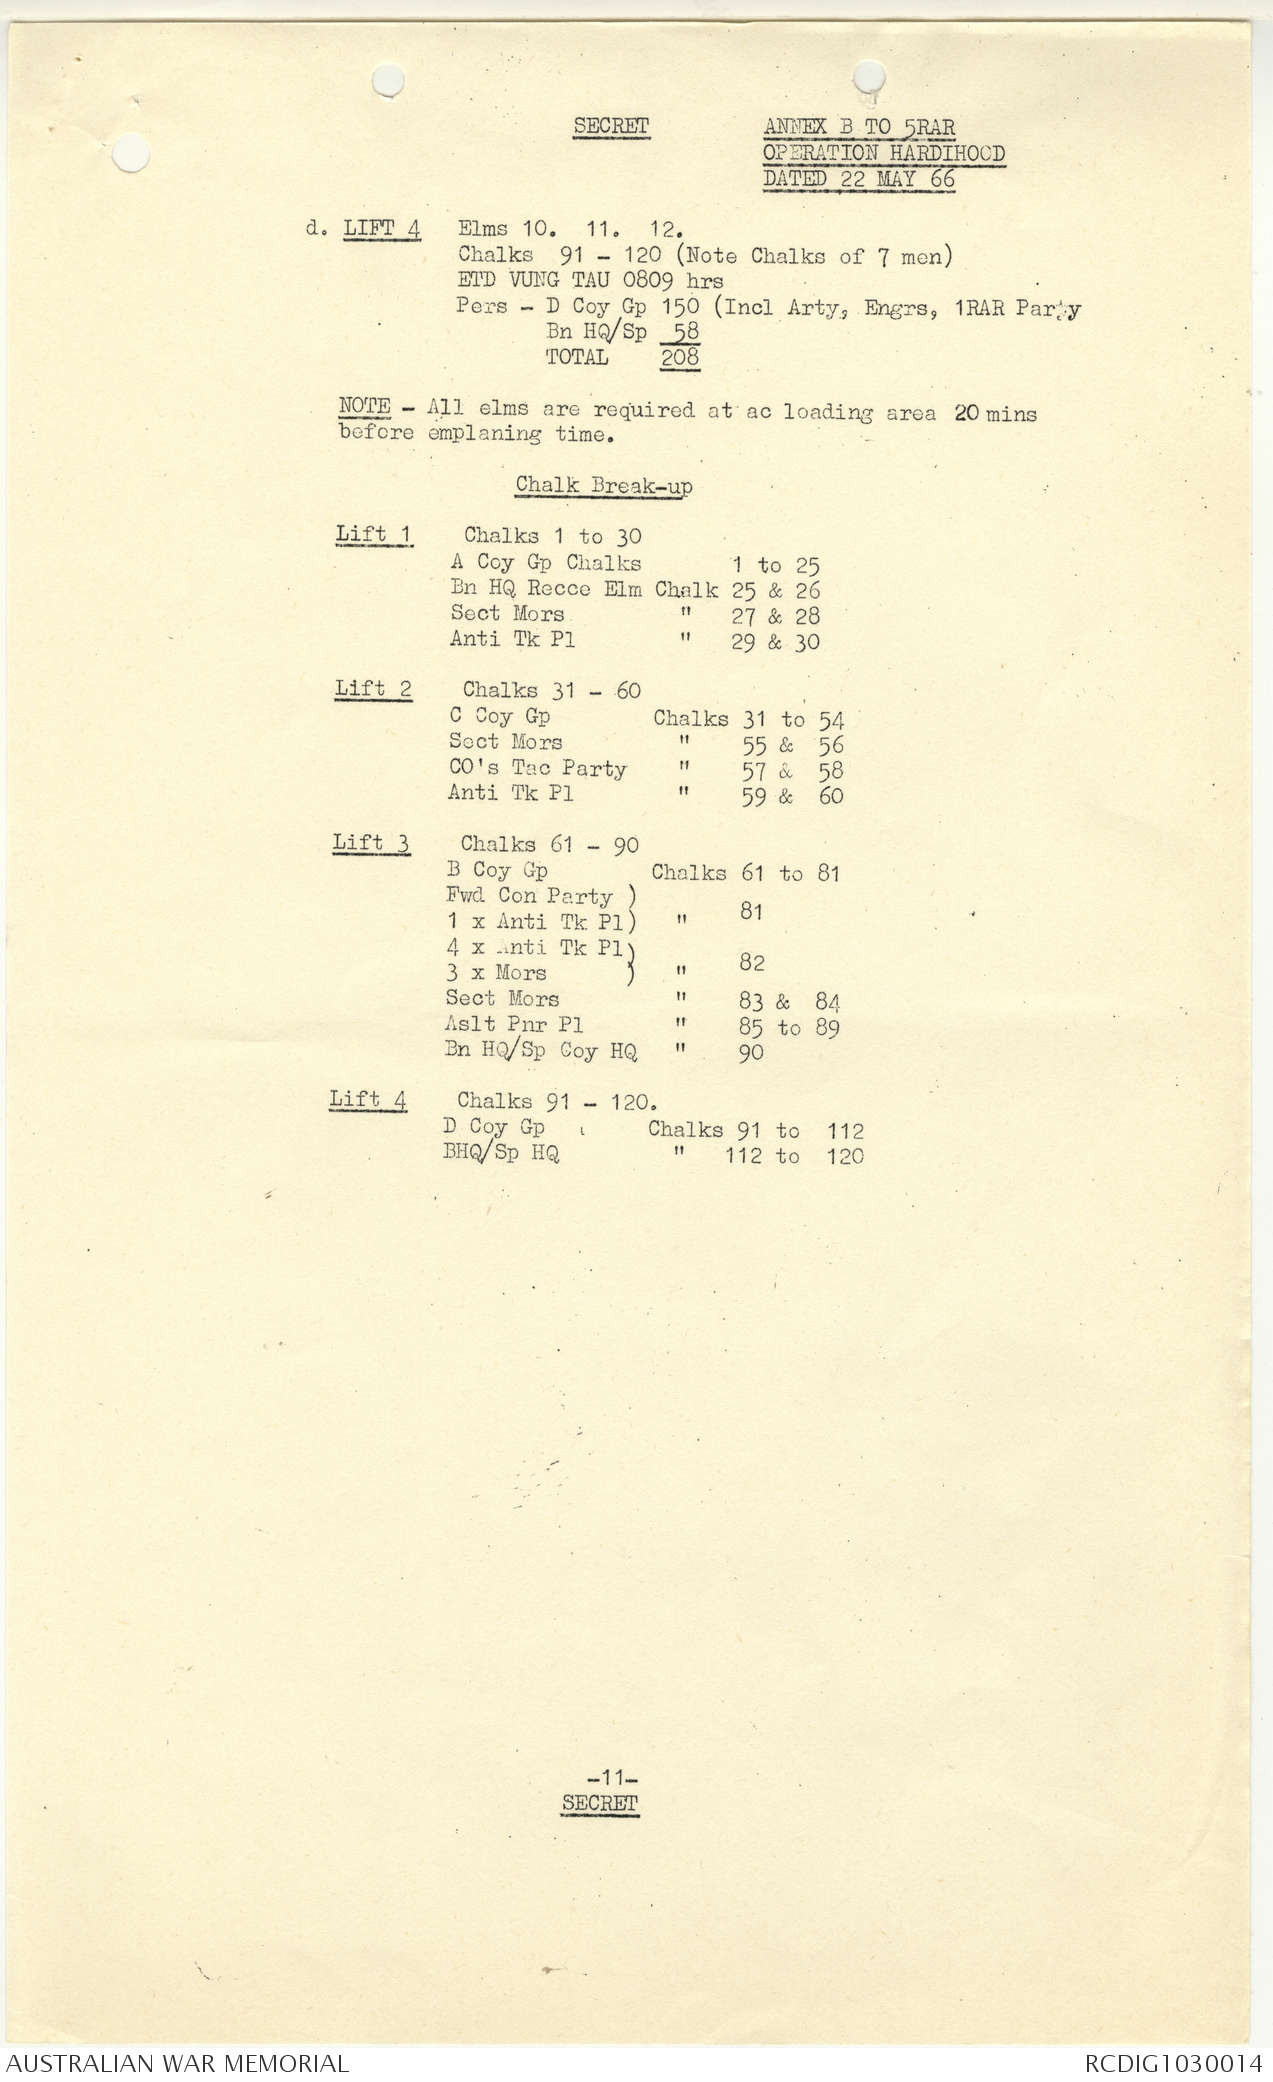 SECRET
ANNEX B TO 5RAR
OPERATION HARDIHOOD
DATED 22 MAY 66
d. LIFT 4 Elms 10. 11. 12.
Chalks 91 - 120 (Note Chalks of 7 men)
ETD VUNG TAU 0809 hrs
Pers - D Coy Gp 150 (Incl Arty, Engrs, 1RAR Party
Bn HQ/Sp 58
TOTAL 208
NOTE - All elms are required at ac loading area 20 mins
before emplaning time.
Chalk Break-up
Lift 1 Chalks 1 to 30
A Coy Gp Chalks 1 to 25
Bn HQ Recce Elm Chalk 25 & 26
Sect Mors " 27 & 28
Anti Tk Pl " 29 & 30
Lift 2 Chalks 31 - 60
C Coy Gp Chalks 31 to 54
Sect Mors " 55 & 56
CO's Tac Party " 57 & 58
Anti Tk Pl " 59 & 60
Lift 3 Chalks 61 - 90
B Coy Gp Chalks 61 to 81
Fwd Con Party )
1 x Anti Tk Pl) " 81
4 x Anti Tk Pl)
3 x Mors ) " 82
Sect Mors " 83 & 84
Aslt Pnr Pl " 85 to 89
Bn HQ/Sp Coy HQ " 90
Lift 4 Chalks 91 - 120.
D Coy Gp Chalks 91 to 112
BHQ/Sp HQ " 112 to 120
-11-
SECRET
AUSTRALIAN WAR MEMORIAL
RCDIG1030014